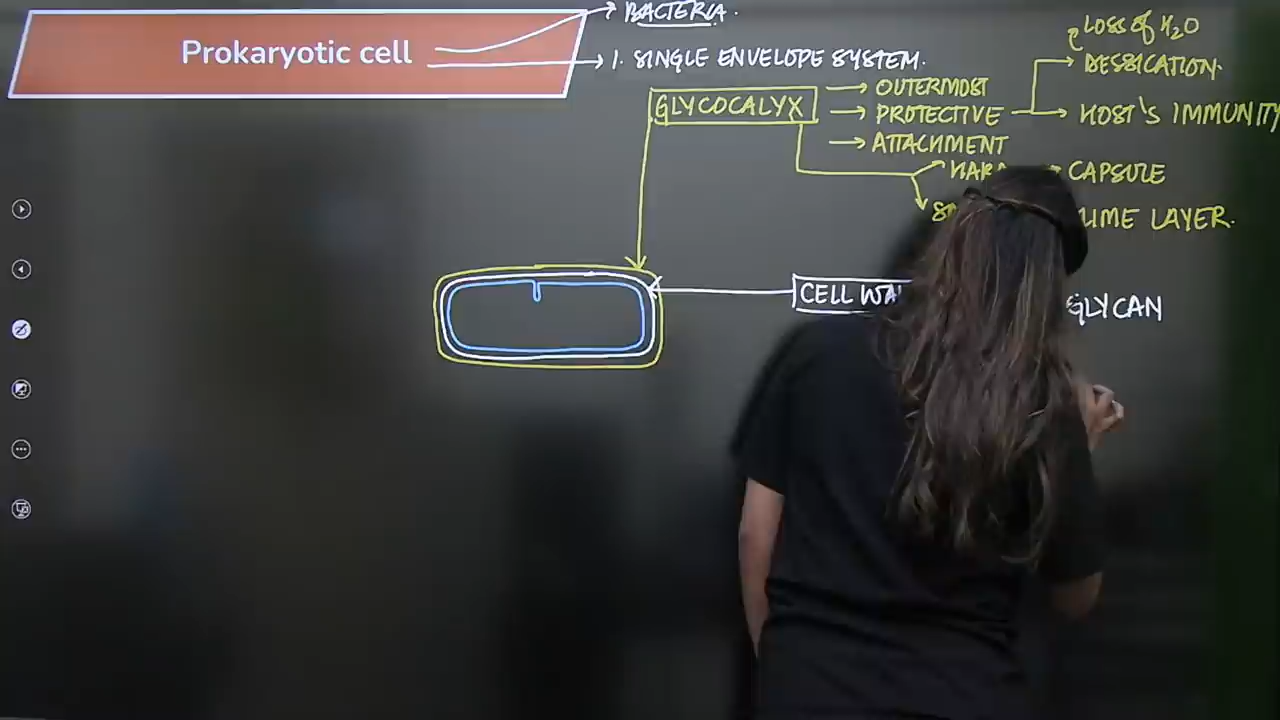 BACTERIA.
Prokaryotic cell
1. SINGLE ENVELOPE SYSTEM.
LOSS OF H2O
DESSICATION.
GLYCOCALYX
OUTERMOST
PROTECTIVE
HOST'S IMMUNITY
ATTACHMENT
CAPSULE
LIME LAYER.
CELL WA
GLYCAN